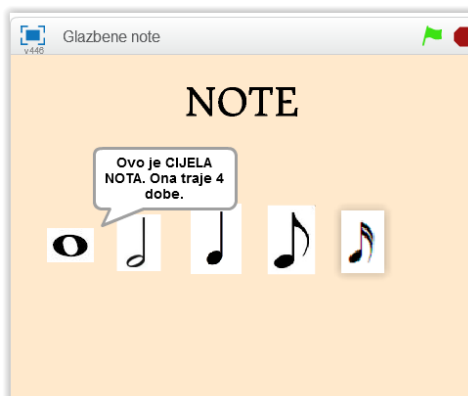 Glazbene note
v446
NOTE
Ovo je CIJELA
NOTA. Ona traje 4
dobe.